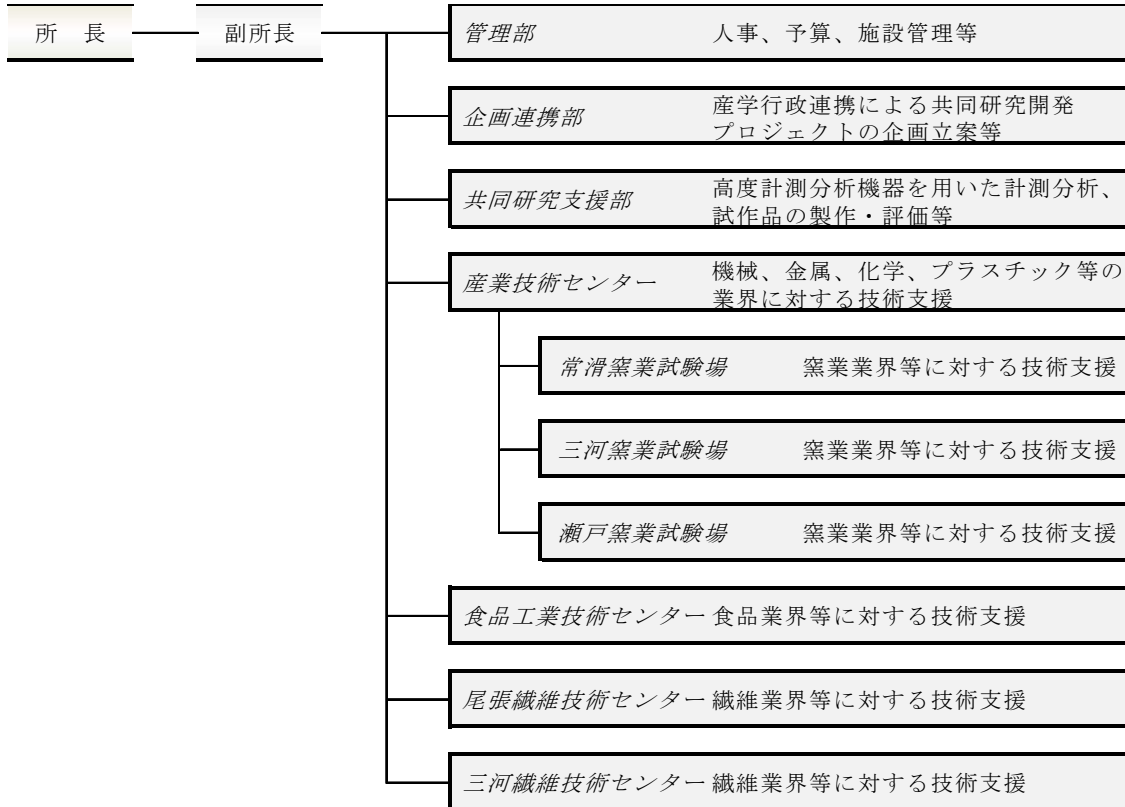 所　長
副所長
管理部　人事、予算、施設管理等
企画連携部　産学行政連携による共同研究開発
プロジェクトの企画立案等
共同研究支援部　高度計測分析機器を用いた計測分析、
試作品の製作・評価等
産業技術センター　機械、金属、化学、プラスチック等の
業界に対する技術支援
常滑窯業試験場　窯業業界等に対する技術支援
三河窯業試験場　窯業業界等に対する技術支援
瀬戸窯業試験場　窯業業界等に対する技術支援
食品工業技術センター　食品業界等に対する技術支援
尾張繊維技術センター　繊維業界等に対する技術支援
三河繊維技術センター　繊維業界等に対する技術支援